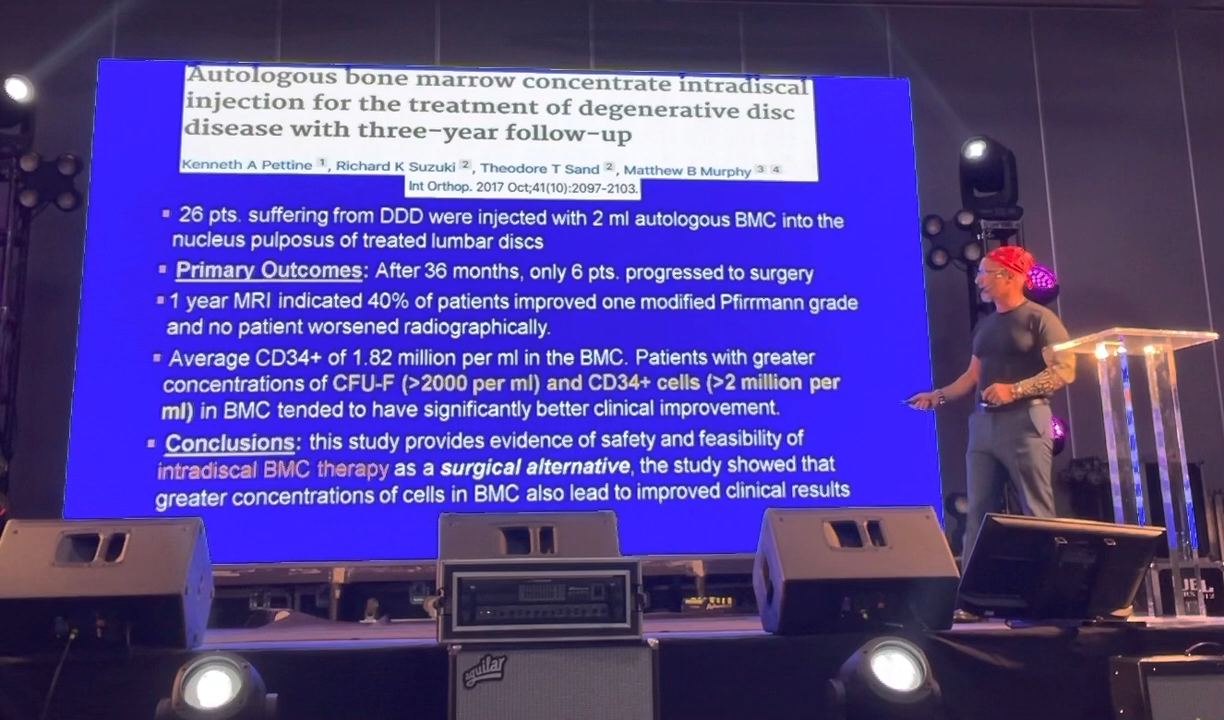 Autologous bone marrow concentrate intradiscal
injection for the treatment of degenerative disc
disease with three-year follow-up
Kenneth A Pettine 1, Richard K Suzuki 2, Theodore T Sand 2, Matthew B Murphy 3 4
Int Orthop. 2017 Oct;41(10):2097-2103.
▪ 26 pts. suffering from DDD were injected with 2 ml autologous BMC into the
nucleus pulposus of treated lumbar discs
▪ Primary Outcomes: After 36 months, only 6 pts. progressed to surgery
▪ 1 year MRI indicated 40% of patients improved one modified Pfirrmann grade
and no patient worsened radiographically.
▪ Average CD34+ of 1.82 million per ml in the BMC. Patients with greater
concentrations of CFU-F (>2000 per ml) and CD34+ cells (>2 million per
ml) in BMC tended to have significantly better clinical improvement.
▪ Conclusions: this study provides evidence of safety and feasibility of
intradiscal BMC therapy as a surgical alternative, the study showed that
greater concentrations of cells in BMC also lead to improved clinical results
aguilar